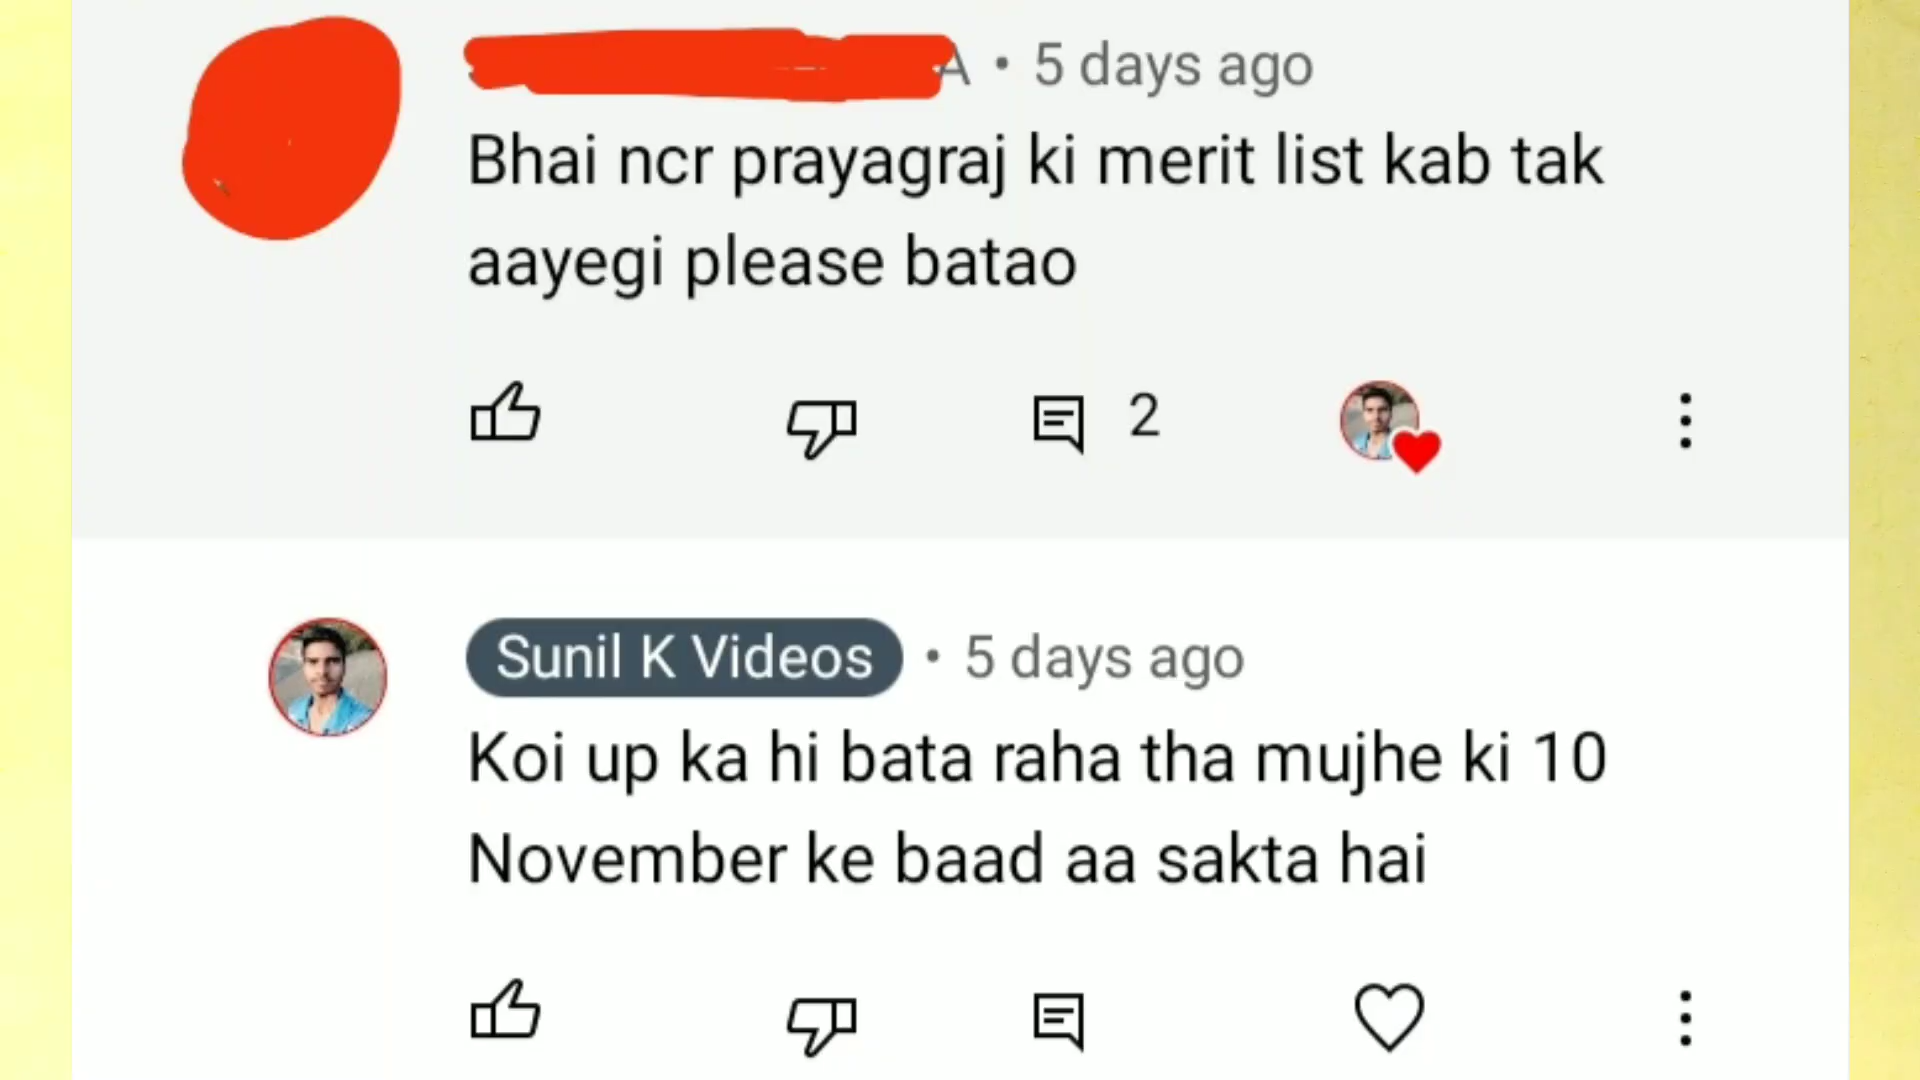 A • 5 days ago
Bhai ncr prayagraj ki merit list kab tak
aayegi please batao
2
Sunil K Videos • 5 days ago
Koi up ka hi bata raha tha mujhe ki 10
November ke baad aa sakta hai